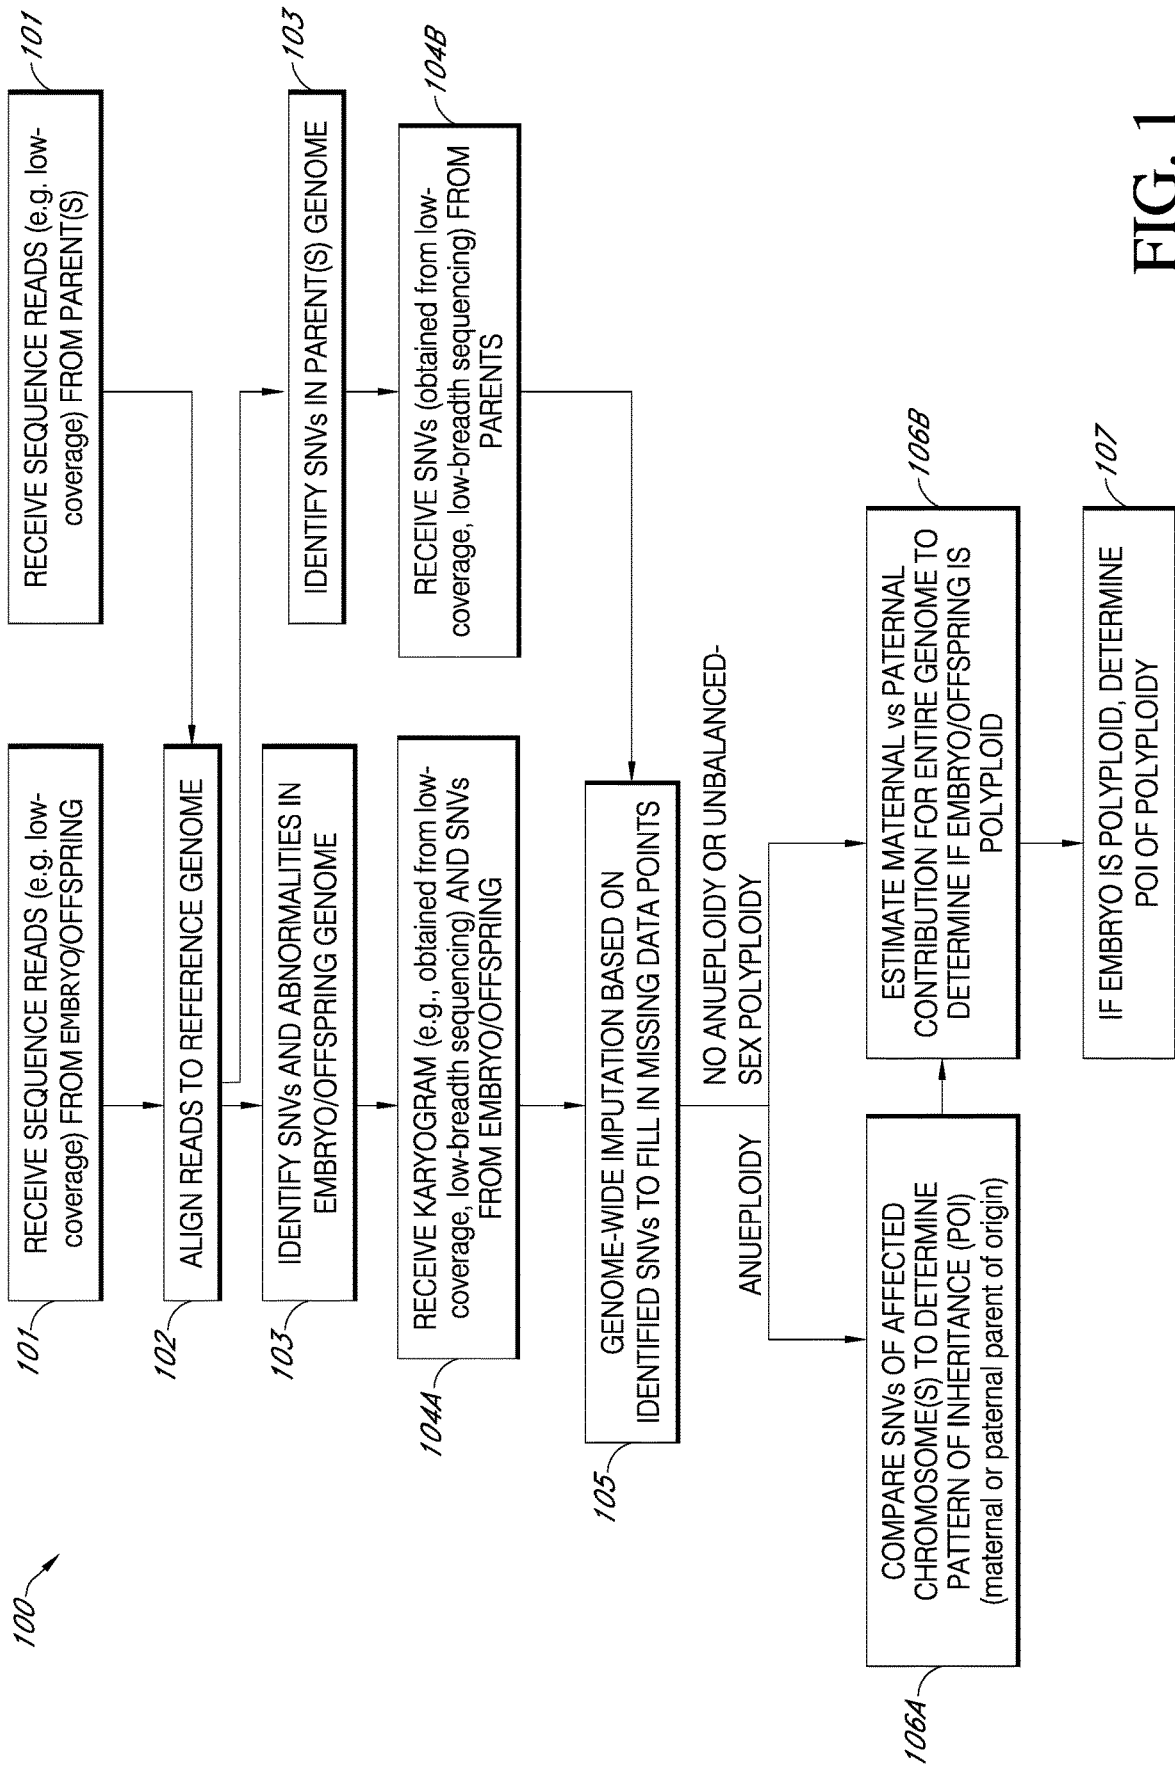 100
101
RECEIVE SEQUENCE READS (e.g. low-
coverage) FROM EMBRYO/OFFSPRING
RECEIVE SEQUENCE READS (e.g. low-
coverage) FROM PARENT(S)
101
102
ALIGN READS TO REFERENCE GENOME
103
IDENTIFY SNVs AND ABNORMALITIES IN
EMBRYO/OFFSPRING GENOME
IDENTIFY SNVs IN PARENT(S) GENOME
103
104A
RECEIVE KARYOGRAM (e.g., obtained from low-
coverage, low-breadth sequencing) AND SNVs
FROM EMBRYO/OFFSPRING
RECEIVE SNVs (obtained from low-
coverage, low-breadth sequencing) FROM
PARENTS
104B
105
GENOME-WIDE IMPUTATION BASED ON
IDENTIFIED SNVs TO FILL IN MISSING DATA POINTS
ANUEPLOIDY
NO ANUEPLOIDY OR UNBALANCED-
SEX POLYPLOIDY
106A
COMPARE SNVs OF AFFECTED
CHROMOSOME(S) TO DETERMINE
PATTERN OF INHERITANCE (POI)
(maternal or paternal parent of origin)
ESTIMATE MATERNAL vs PATERNAL
CONTRIBUTION FOR ENTIRE GENOME TO
DETERMINE IF EMBRYO/OFFSPRING IS
POLYPLOID
106B
IF EMBRYO IS POLYPLOID, DETERMINE
POI OF POLYPLOIDY
107
FIG. 1